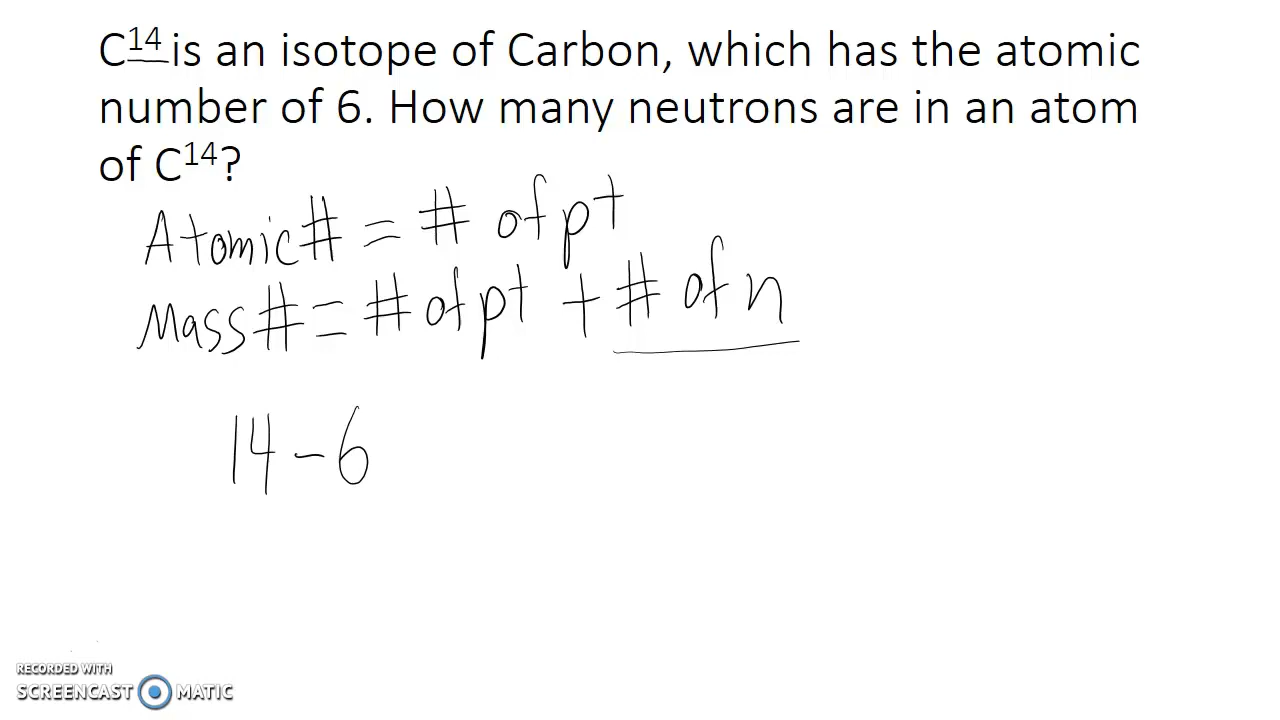 C¹⁴ is an isotope of Carbon, which has the atomic
number of 6. How many neutrons are in an atom
of C¹⁴?
Atomic # = # of p+
Mass # = # of p+ + # of n
14 - 6
RECORDED WITH
SCREENCAST MATIC